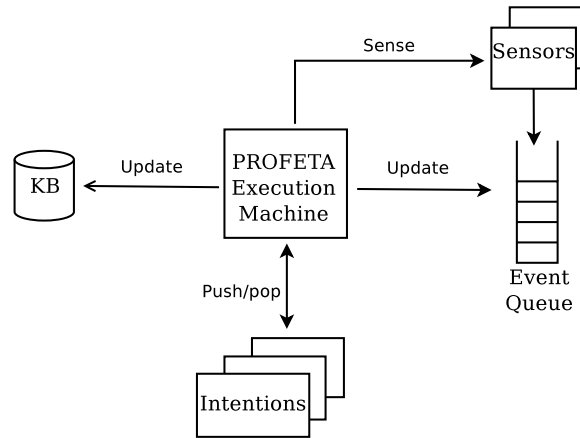 Sense
Sensors
KB
Update
PROFETA
Execution
Machine
Update
Event
Queue
Push/pop
Intentions